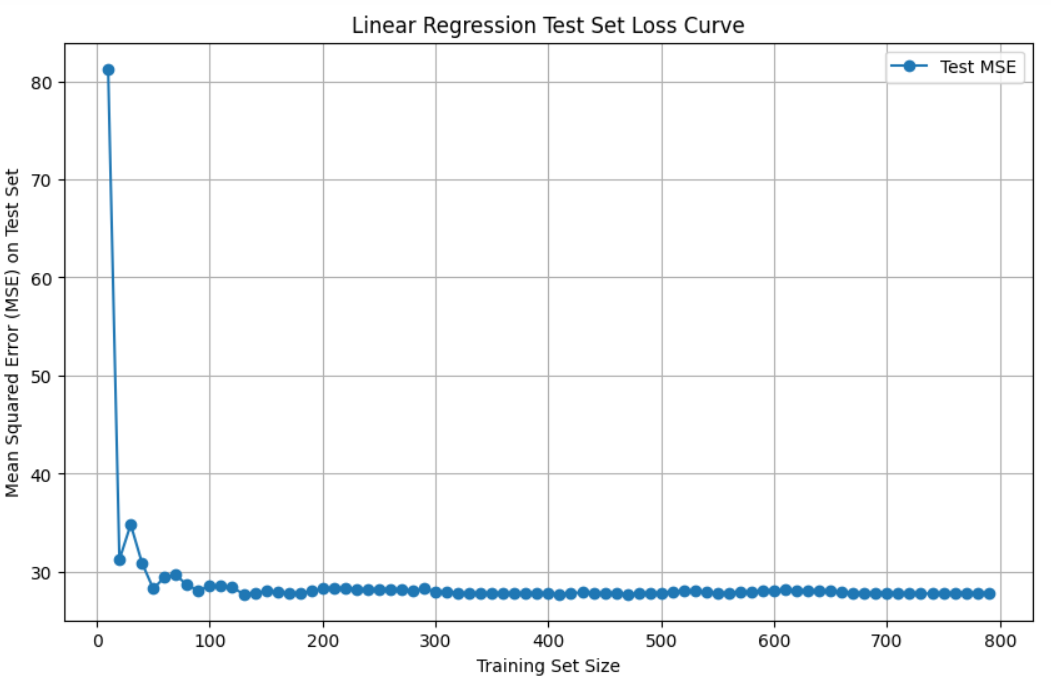 Linear Regression Test Set Loss Curve
Test MSE
Mean Squared Error (MSE) on Test Set
80
70
60
50
40
30
0 100 200 300 400 500 600 700 800
Training Set Size